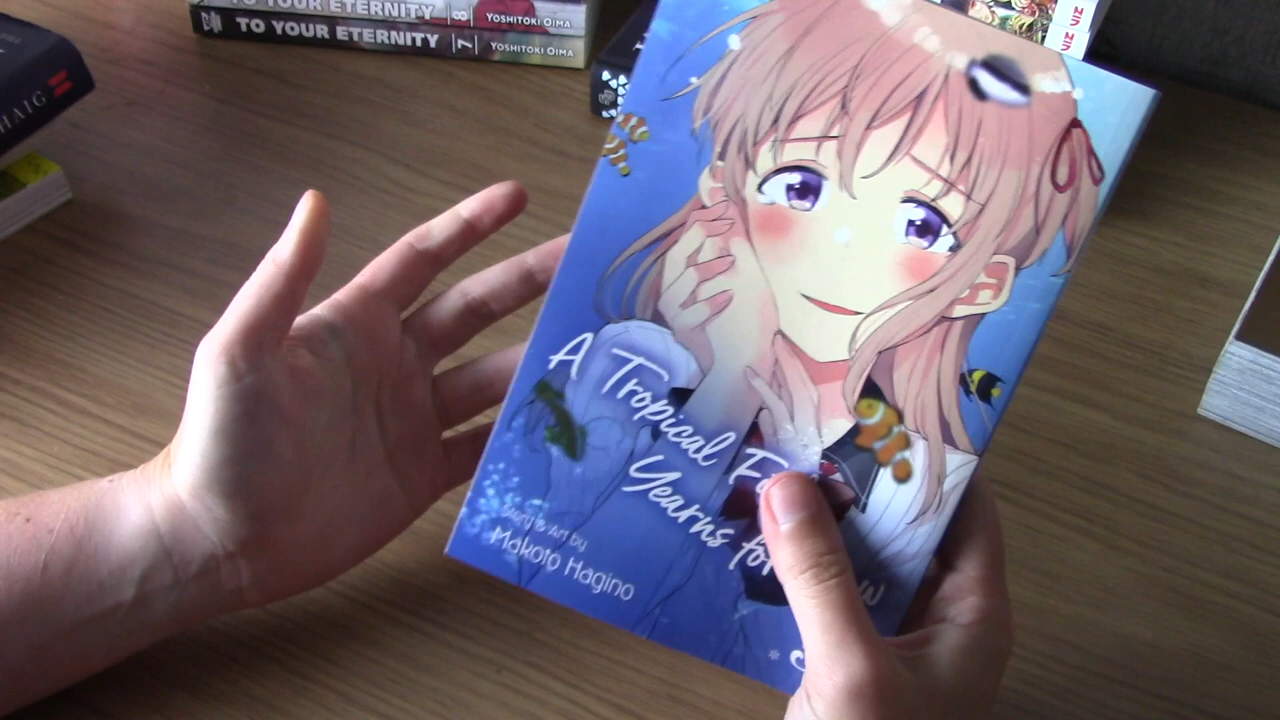 TO YOUR ETERNITY 8 YOSHITOKI OIMA
TO YOUR ETERNITY 7 YOSHITOKI OIMA
HAIG
A Tropical
Yearns for
Story & Art by
Makoto Hagino